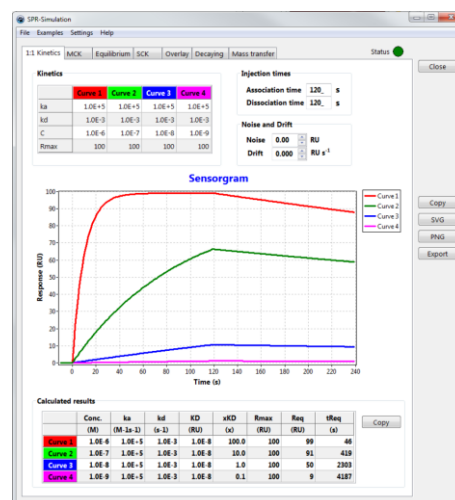 SPR-Simulation
File Examples Settings Help
1:1 Kinetics MCK Equilibrium SCK Overlay Decaying Mass transfer Status
Close
Kinetics
Curve 1 Curve 2 Curve 3 Curve 4
ka 1.0E+5 1.0E+5 1.0E+5 1.0E+5
kd 1.0E-3 1.0E-3 1.0E-3 1.0E-3
C 1.0E-6 1.0E-7 1.0E-8 1.0E-9
Rmax 100 100 100 100
Injection times
Association time 120_ s
Dissociation time 120_ s
Noise and Drift
Noise 0.00 RU
Drift 0.000 RU s-1
Sensorgram
Response (RU)
100
90
80
70
60
50
40
30
20
10
0
0 20 40 60 80 100 120 140 160 180 200 220 240
Time (s)
Curve 1
Curve 2
Curve 3
Curve 4
Copy
SVG
PNG
Export
Calculated results
Conc. ka kd KD xKD Rmax Req tReq
(M) (M-1s-1) (s-1) (RU) (x) (RU) (RU) (s)
Curve 1 1.0E-6 1.0E+5 1.0E-3 1.0E-8 100.0 100 99 46
Curve 2 1.0E-7 1.0E+5 1.0E-3 1.0E-8 10.0 100 91 419
Curve 3 1.0E-8 1.0E+5 1.0E-3 1.0E-8 1.0 100 50 2303
Curve 4 1.0E-9 1.0E+5 1.0E-3 1.0E-8 0.1 100 9 4187
Copy